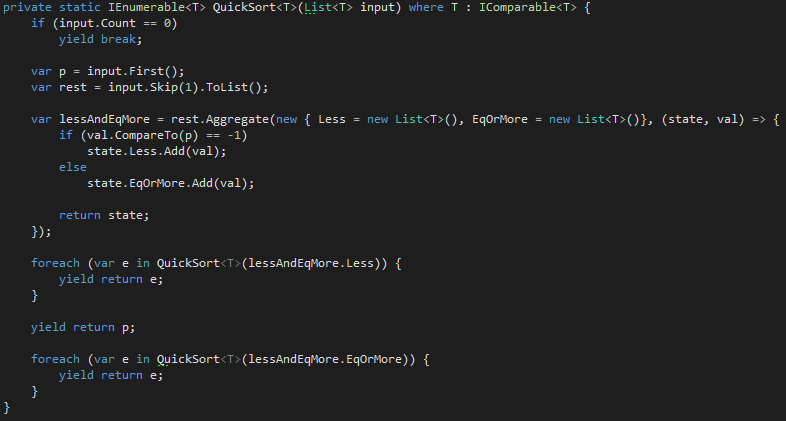 private static IEnumerable<T> QuickSort<T>(List<T> input) where T : IComparable<T> {
    if (input.Count == 0)
        yield break;

    var p = input.First();
    var rest = input.Skip(1).ToList();

    var lessAndEqMore = rest.Aggregate(new { Less = new List<T>(), EqOrMore = new List<T>()}, (state, val) => {
        if (val.CompareTo(p) == -1)
            state.Less.Add(val);
        else
            state.EqOrMore.Add(val);

        return state;
    });

    foreach (var e in QuickSort<T>(lessAndEqMore.Less)) {
        yield return e;
    }

    yield return p;

    foreach (var e in QuickSort<T>(lessAndEqMore.EqOrMore)) {
        yield return e;
    }
}